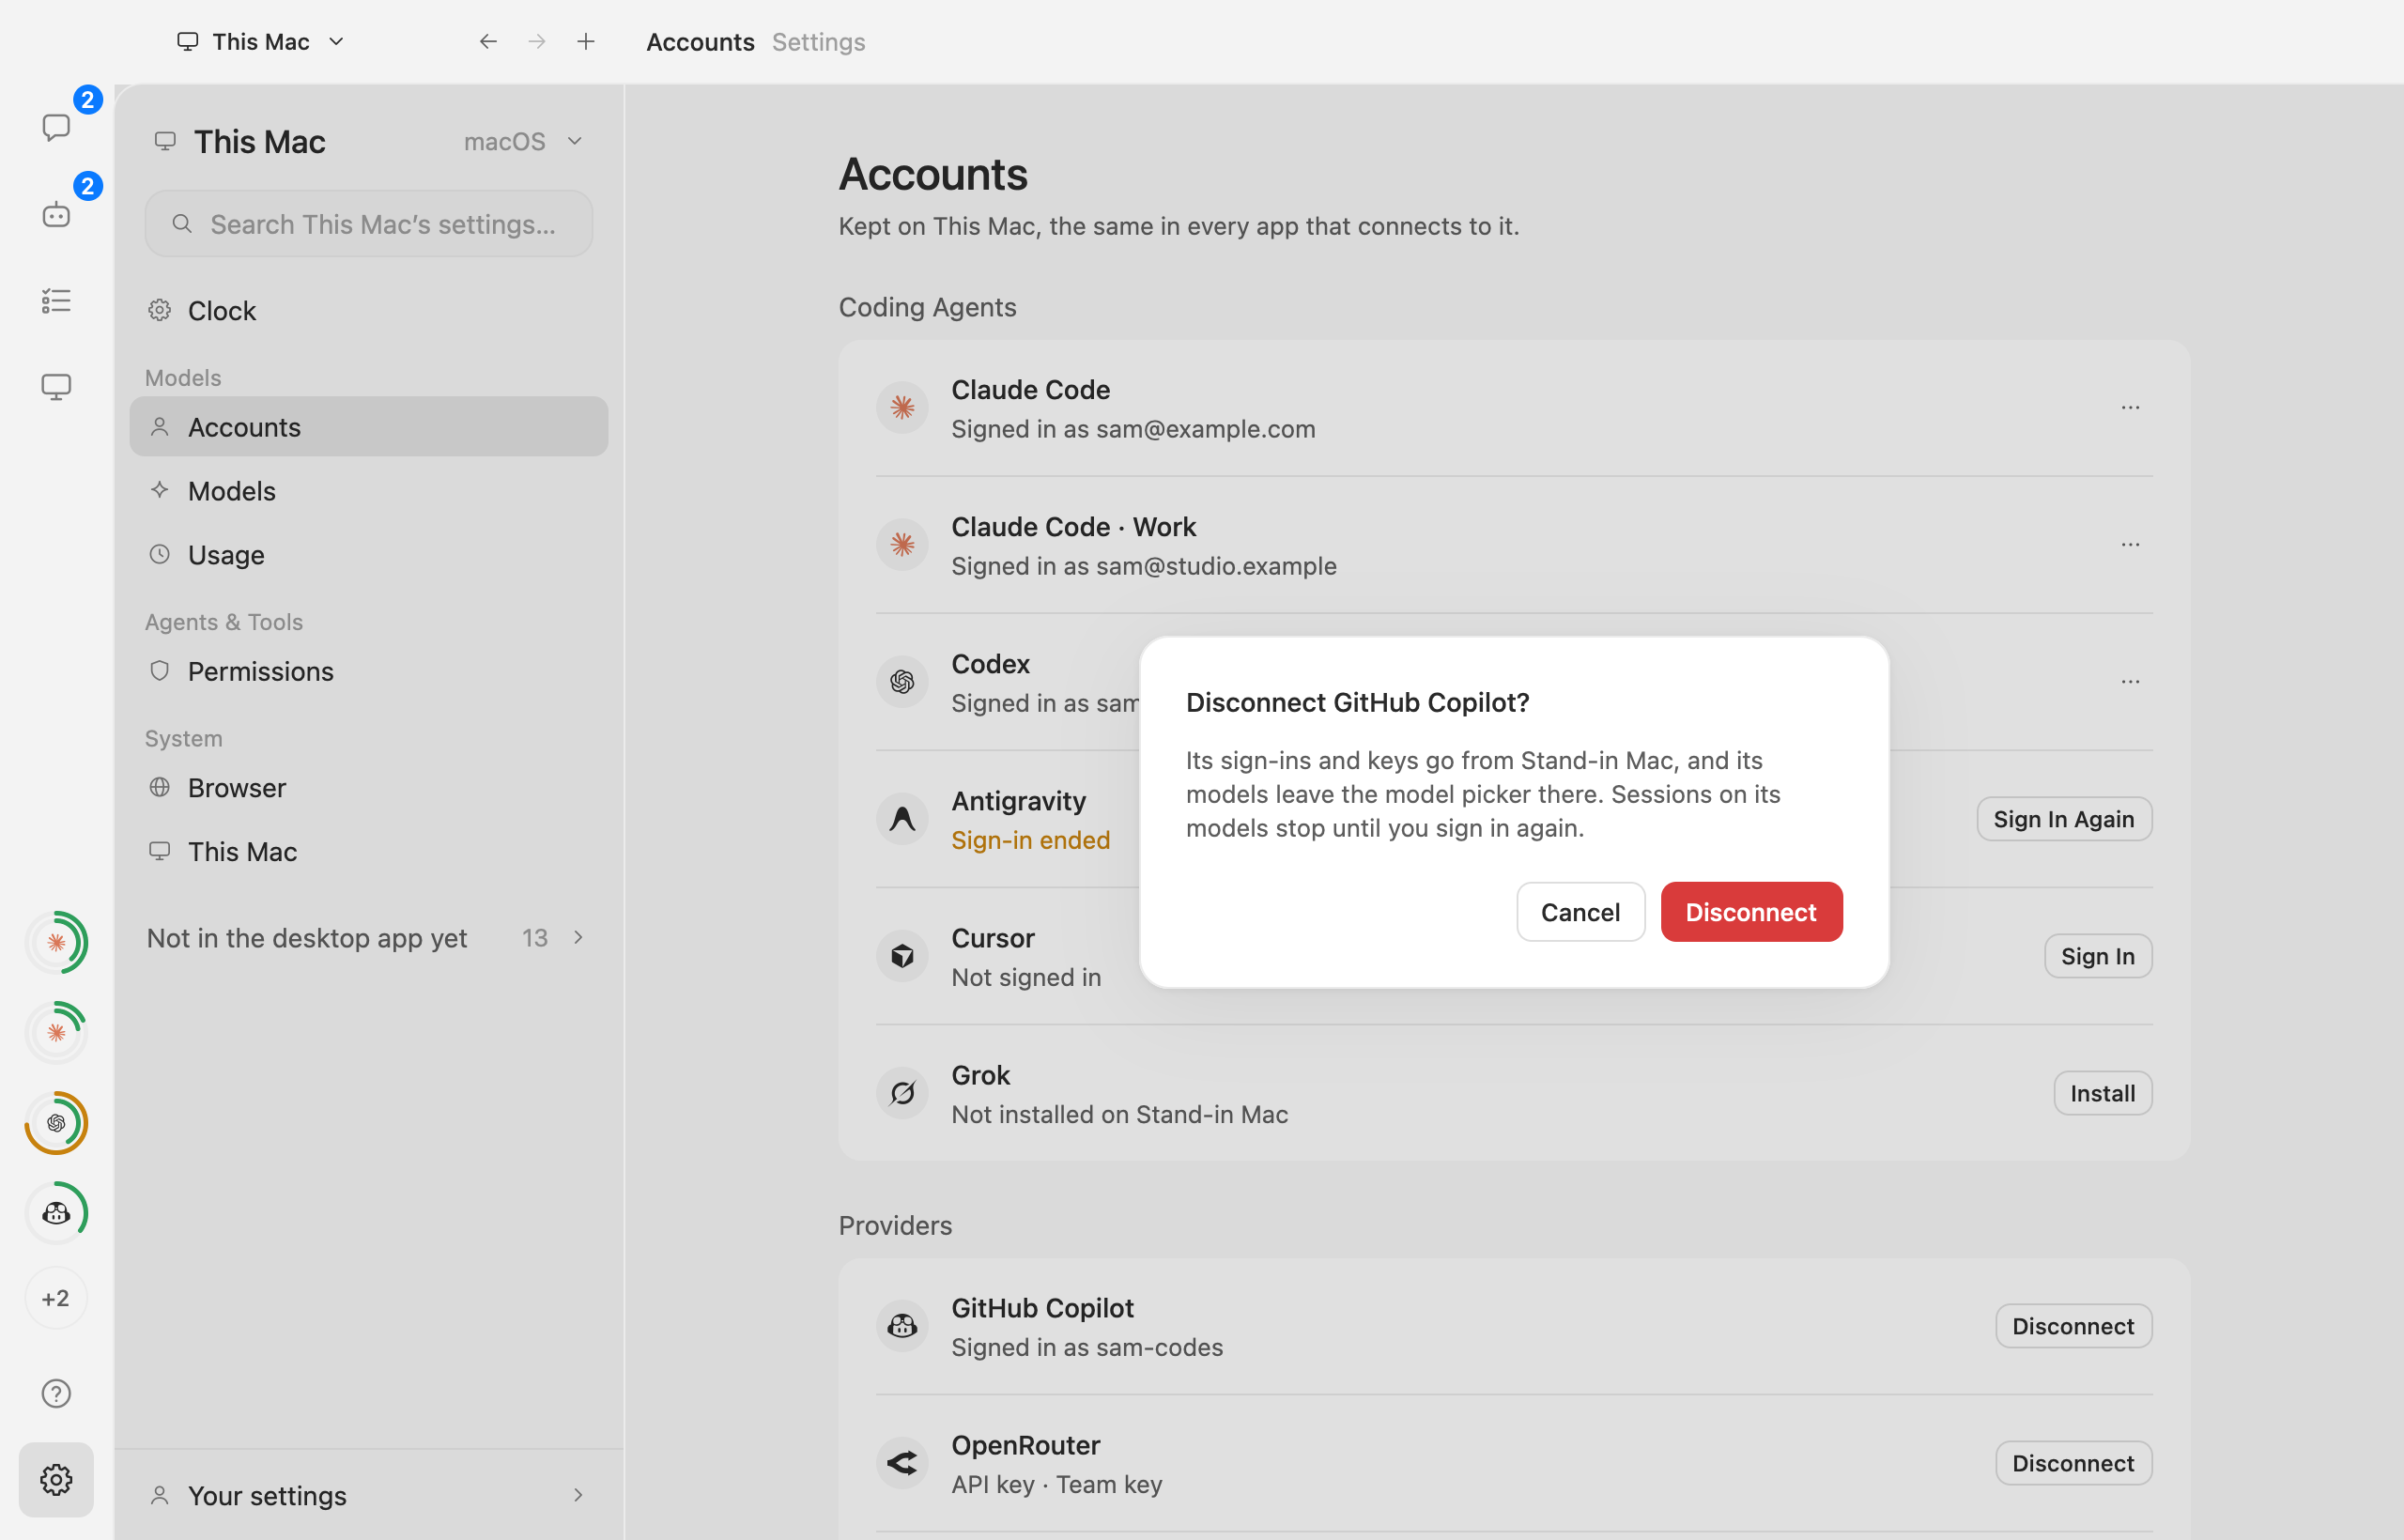 This Mac
Accounts Settings
2
2
This Mac macOS
Search This Mac’s settings…
Clock
Models
Accounts
Models
Usage
Agents & Tools
Permissions
System
Browser
This Mac
Not in the desktop app yet 13
+2
Your settings
Accounts
Kept on This Mac, the same in every app that connects to it.
Coding Agents
Claude Code
Signed in as sam@example.com
Claude Code · Work
Signed in as sam@studio.example
Codex
Signed in as sam
Antigravity
Sign-in ended
Sign In Again
Cursor
Not signed in
Sign In
Grok
Not installed on Stand-in Mac
Install
Disconnect GitHub Copilot?
Its sign-ins and keys go from Stand-in Mac, and its
models leave the model picker there. Sessions on its
models stop until you sign in again.
Cancel
Disconnect
Providers
GitHub Copilot
Signed in as sam-codes
Disconnect
OpenRouter
API key · Team key
Disconnect